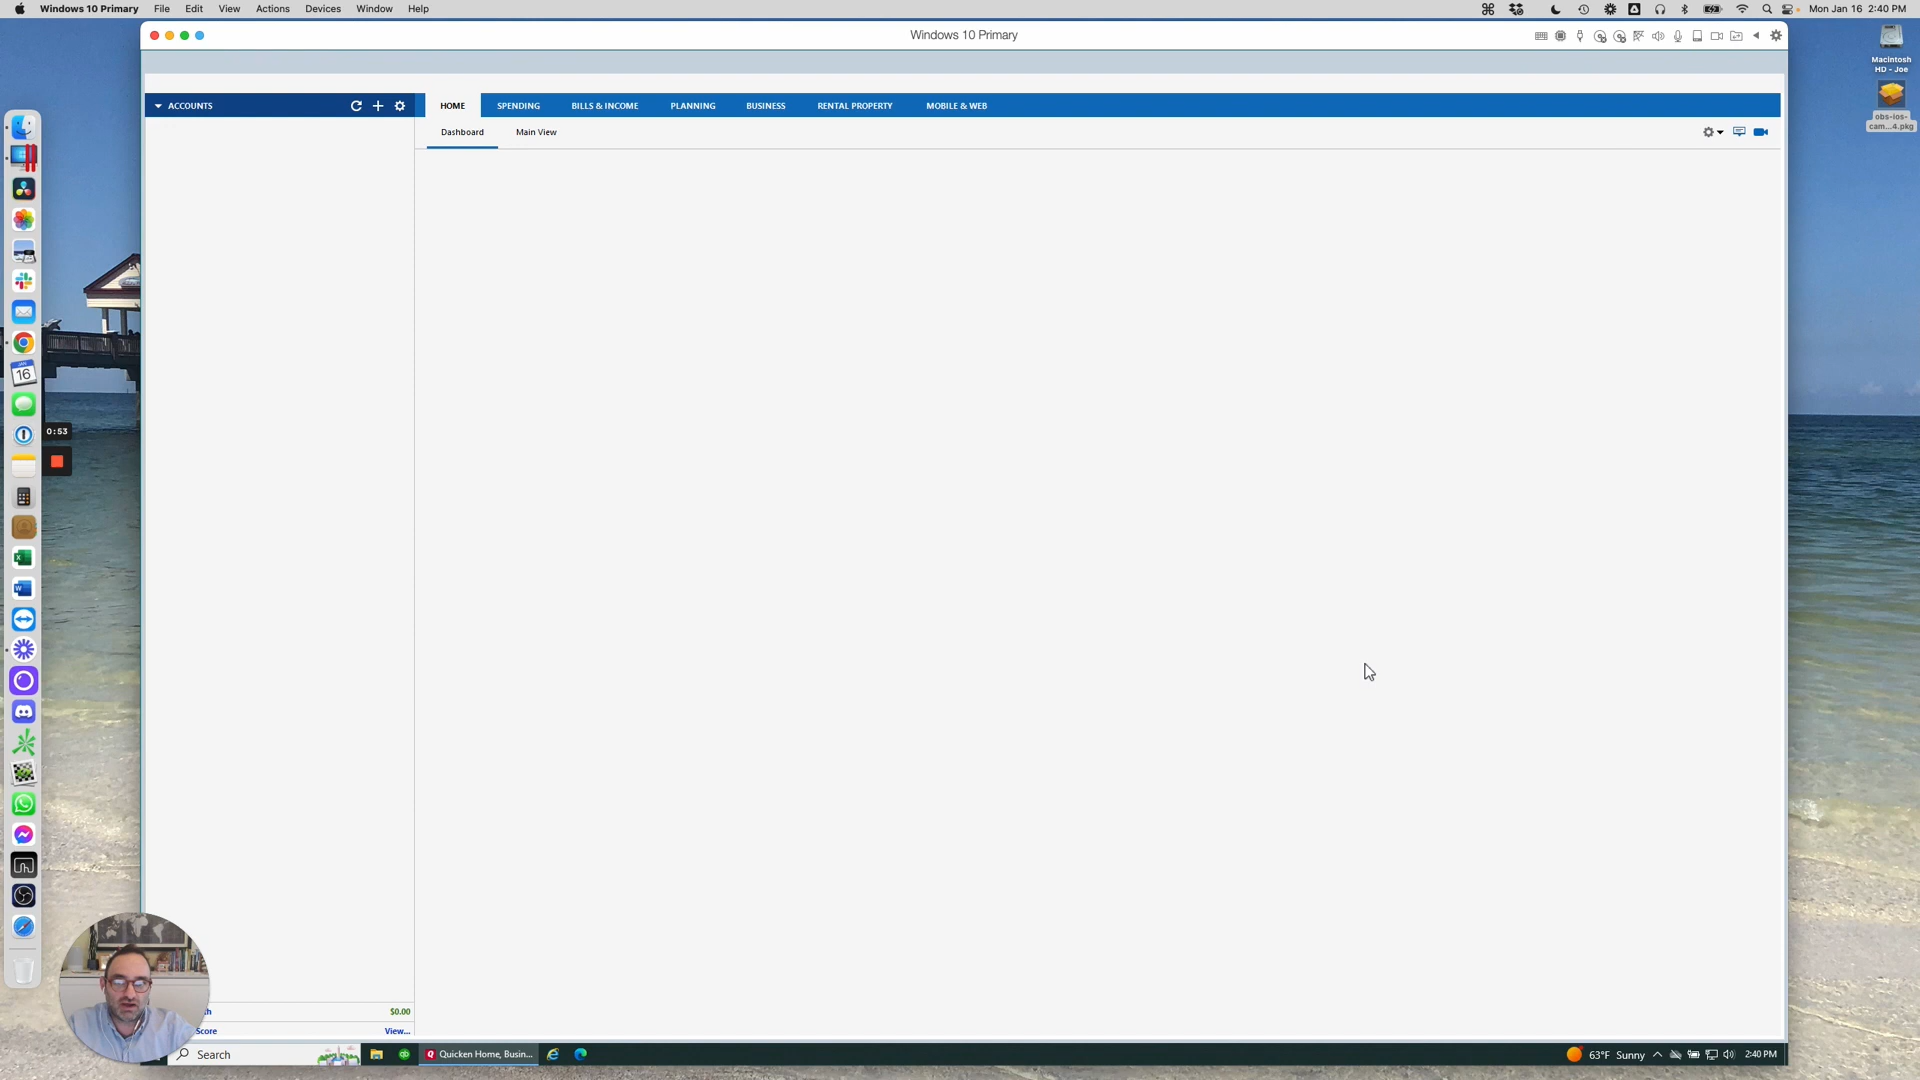 Windows 10 Primary File Edit View Actions Devices Window Help
Mon Jan 16 2:40 PM
Windows 10 Primary
Macintosh
HD - Joe
obs-ios-
cam...4.pkg
ACCOUNTS
HOME SPENDING BILLS & INCOME PLANNING BUSINESS RENTAL PROPERTY MOBILE & WEB
Dashboard Main View
JAN
16
0:53
th $0.00
Score View...
Search
Quicken Home, Busin...
63°F Sunny
2:40 PM